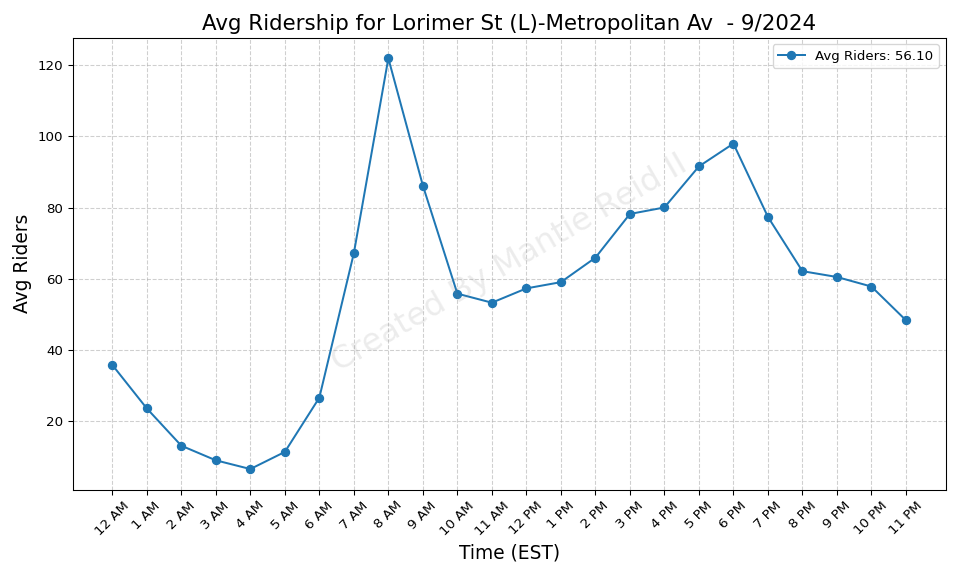 Avg Ridership for Lorimer St (L)-Metropolitan Av  - 9/2024
Avg Riders: 56.10
Avg Riders
120
100
80
60
40
20
Created By Mantle Reid II
12 AM
1 AM
2 AM
3 AM
4 AM
5 AM
6 AM
7 AM
8 AM
9 AM
10 AM
11 AM
12 PM
1 PM
2 PM
3 PM
4 PM
5 PM
6 PM
7 PM
8 PM
9 PM
10 PM
11 PM
Time (EST)